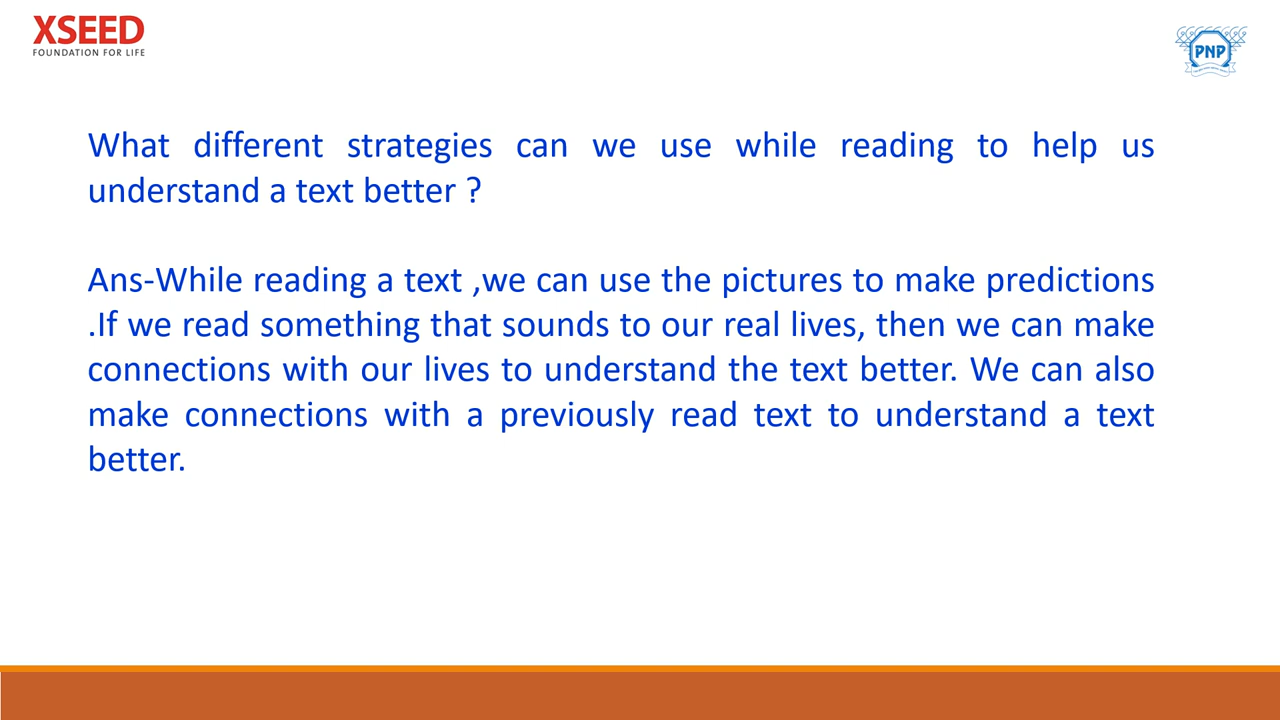 XSEED
FOUNDATION FOR LIFE
PNP
What different strategies can we use while reading to help us
understand a text better ?
Ans-While reading a text ,we can use the pictures to make predictions
.If we read something that sounds to our real lives, then we can make
connections with our lives to understand the text better. We can also
make connections with a previously read text to understand a text
better.